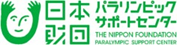 日本財団
パラリンピック
サポートセンター
THE NIPPON FOUNDATION
PARALYMPIC SUPPORT CENTER